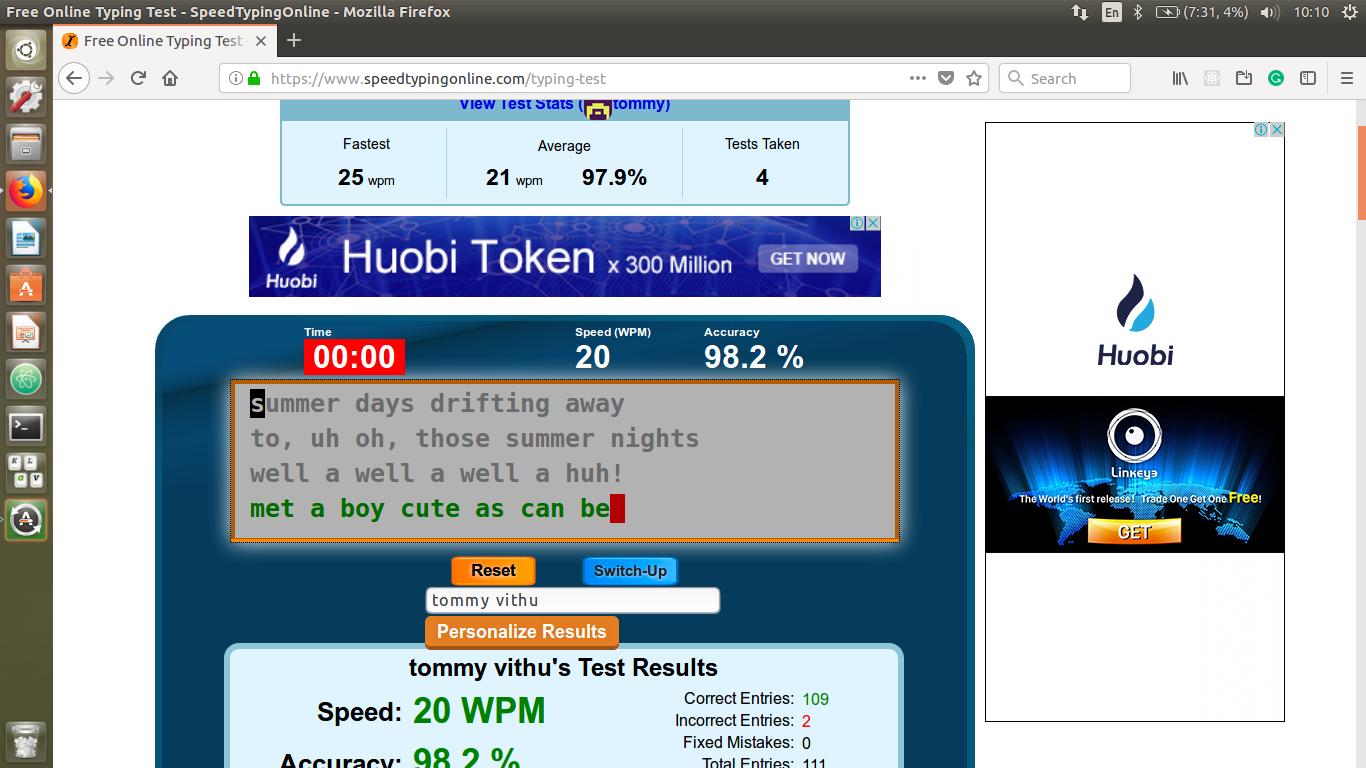 Free Online Typing Test - SpeedTypingOnline - Mozilla Firefox
En (7:31, 4%) 10:10
Free Online Typing Test -
https://www.speedtypingonline.com/typing-test
Search
View Test Stats (tommy)
Fastest Average Tests Taken
25 wpm 21 wpm 97.9% 4
Huobi
Huobi Token x 300 Million
GET NOW
Time Speed (WPM) Accuracy
00:00 20 98.2 %
summer days drifting away
to, uh oh, those summer nights
well a well a well a huh!
met a boy cute as can be
Reset Switch-Up
tommy vithu
Personalize Results
tommy vithu's Test Results
Speed: 20 WPM
Accuracy: 98.2 %
Correct Entries: 109
Incorrect Entries: 2
Fixed Mistakes: 0
Total Entries: 111
Huobi
Linkeye
The World's first release! Trade One Get One Free!
GET
K L
a V